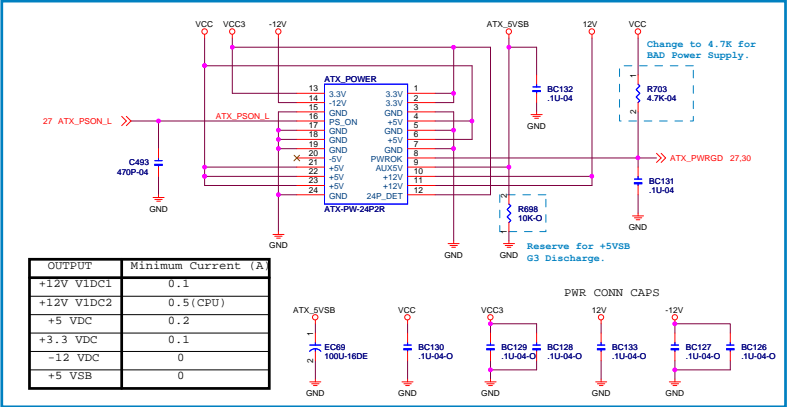 VCC VCC3 -12V ATX_5VSB 12V VCC
Change to 4.7K for
BAD Power Supply.
ATX_POWER
13 3.3V 3.3V 1
14 -12V 3.3V 2
15 GND GND 3
16 PS_ON +5V 4
17 GND GND 5
18 GND +5V 6
19 GND GND 7
20 -5V PWROK 8
21 +5V AUX5V 9
22 +5V +12V 10
23 +5V +12V 11
24 GND 24P_DET 12
ATX-PW-24P2R
27 ATX_PSON_L
ATX_PSON_L
C493
470P-04
GND
GND
GND
BC132
.1U-04
GND
1
R703
4.7K-04
2
ATX_PWRGD 27,30
BC131
.1U-04
GND
2
R698
10K-O
1
GND
Reserve for +5VSB
G3 Discharge.
OUTPUT Minimum Current (A)
+12V V1DC1 0.1
+12V V1DC2 0.5(CPU)
+5 VDC 0.2
+3.3 VDC 0.1
-12 VDC 0
+5 VSB 0
PWR CONN CAPS
ATX_5VSB VCC VCC3 12V -12V
1
EC69
100U-16DE
2
GND
BC130
.1U-04-O
GND
BC129
.1U-04-O
BC128
.1U-04-O
GND
BC133
.1U-04-O
GND
BC127
.1U-04-O
BC126
.1U-04-O
GND